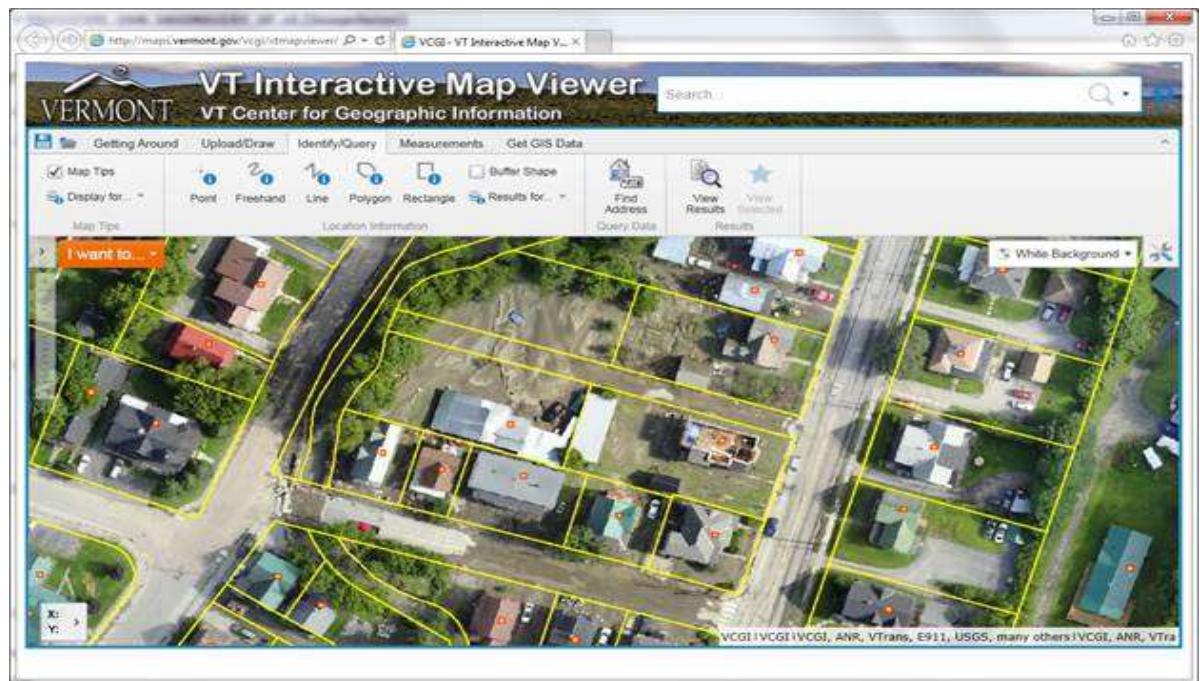 http://maps.vermont.gov/vcgi/vtmapviewer/
VCGI - VT Interactive Map V...
VERMONT
VT Interactive Map Viewer
VT Center for Geographic Information
Search...
Getting Around
Upload/Draw
Identify/Query
Measurements
Get GIS Data
Map Tips
Display for...
Map Tips
Point
Freehand
Line
Polygon
Rectangle
Buffer Shape
Results for...
Location Information
Find Address
Query Data
View Results
View Selected
Results
I want to...
White Background
X:
Y:
VCGI | VCGI | VCGI, ANR, VTrans, E911, USGS, many others | VCGI, ANR, VTra